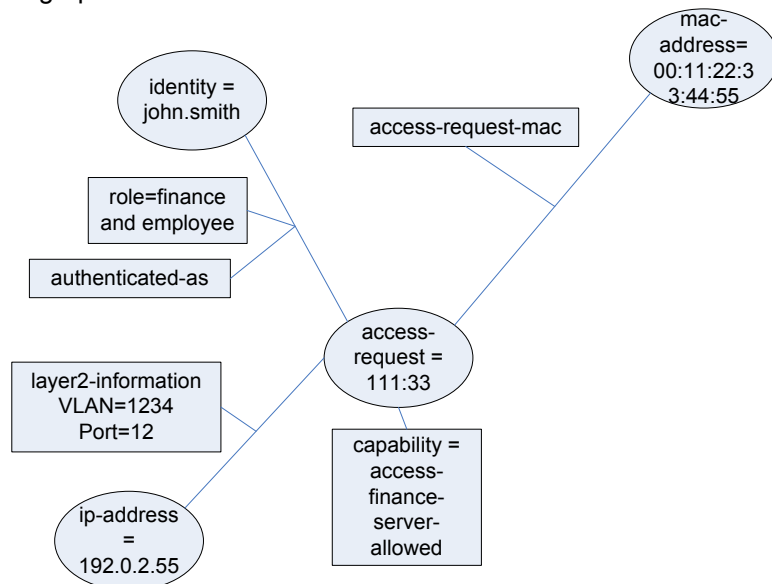 mac-
address=
00:11:22:3
3:44:55
identity =
john.smith
access-request-mac
role=finance
and employee
authenticated-as
access-
request =
111:33
layer2-information
VLAN=1234
Port=12
capability =
access-
finance-
server-
allowed
ip-address
=
192.0.2.55